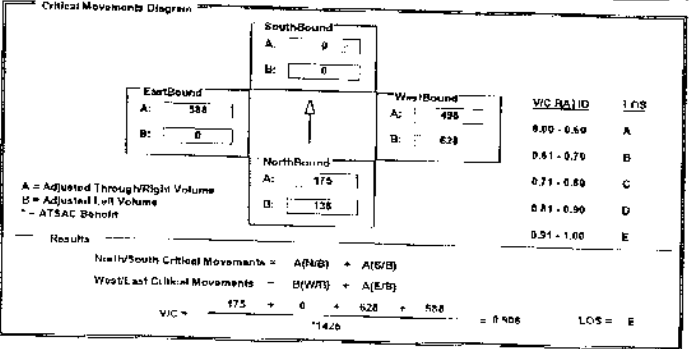 Critical Movements Diagram
SouthBound
A: 0
B: 0
EastBound
A: 588
B: 0
WestBound
A: 498
B: 628
NorthBound
A: 175
B: 138
V/C RATIO LOS
0.00 - 0.60 A
0.61 - 0.70 B
0.71 - 0.80 C
0.81 - 0.90 D
0.91 - 1.00 E
A = Adjusted Through/Right Volume
B = Adjusted Left Volume
* = ATSAC Benefit
Results
North/South Critical Movements = A(N/B) + A(S/B)
West/East Critical Movements = B(W/B) + A(E/B)
V/C = 175 + 0 + 628 + 588
*1425
= 0.906 LOS = E